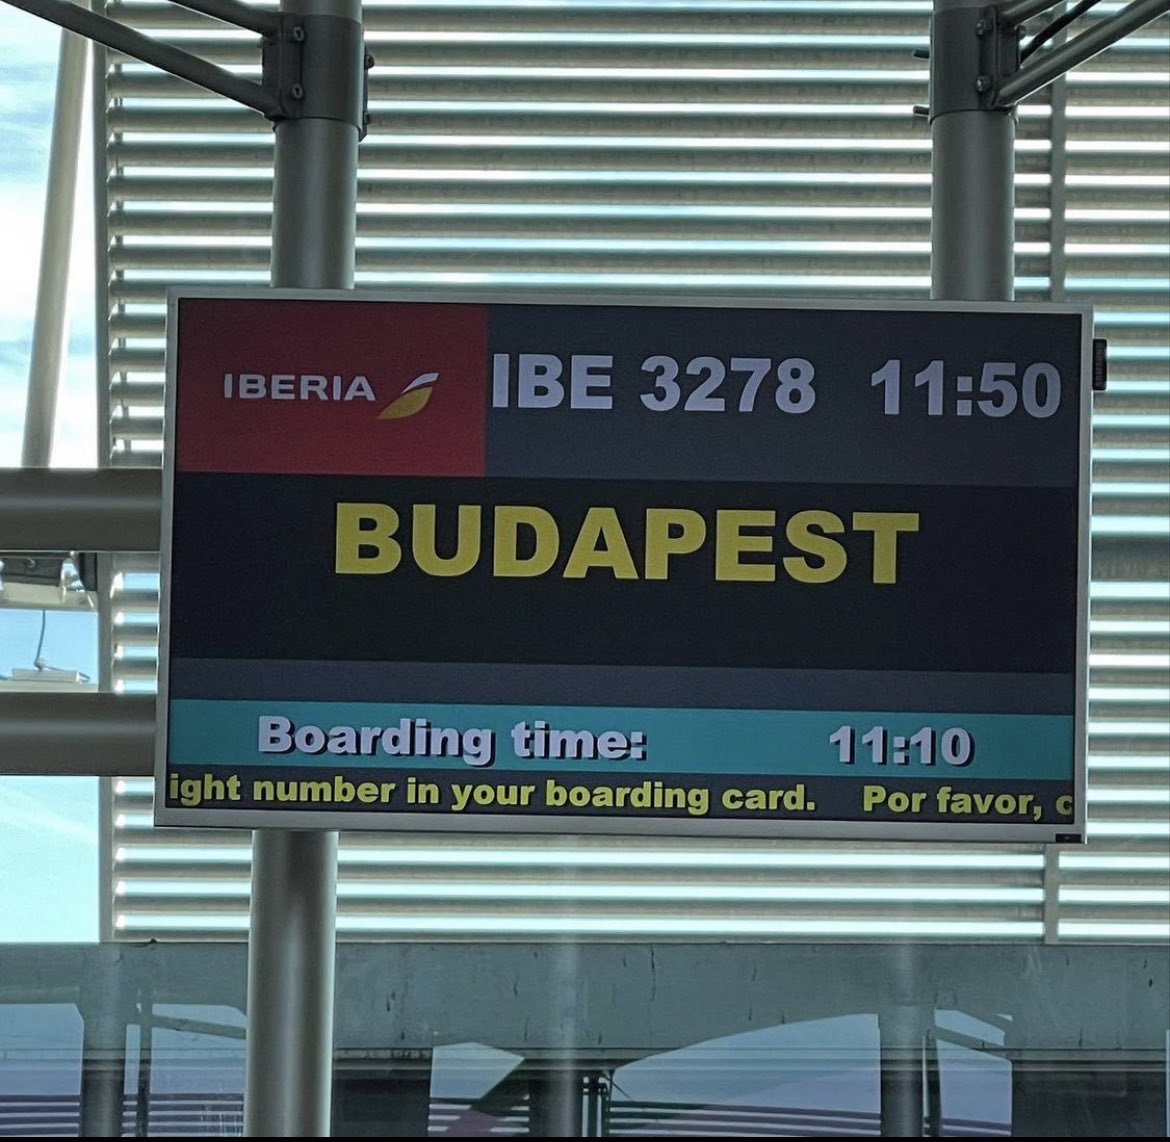 IBERIA IBE 3278 11:50
BUDAPEST
Boarding time: 11:10
ight number in your boarding card. Por favor, c